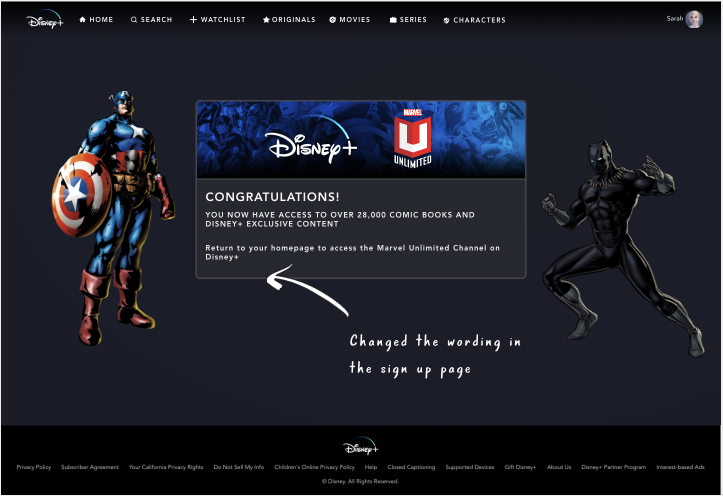 Disney+ HOME SEARCH WATCHLIST ORIGINALS MOVIES SERIES CHARACTERS Sarah
Disney+
MARVEL
U
UNLIMITED
CONGRATULATIONS!
YOU NOW HAVE ACCESS TO OVER 28,000 COMIC BOOKS AND
DISNEY+ EXCLUSIVE CONTENT
Return to your homepage to access the Marvel Unlimited Channel on
Disney+
Changed the wording in
the sign up page
Disney+
Privacy Policy Subscriber Agreement Your California Privacy Rights Do Not Sell My Info Children's Online Privacy Policy Help Closed Captioning Supported Devices Gift Disney+ About Us Disney+ Partner Program Interest-based Ads
© Disney. All Rights Reserved.